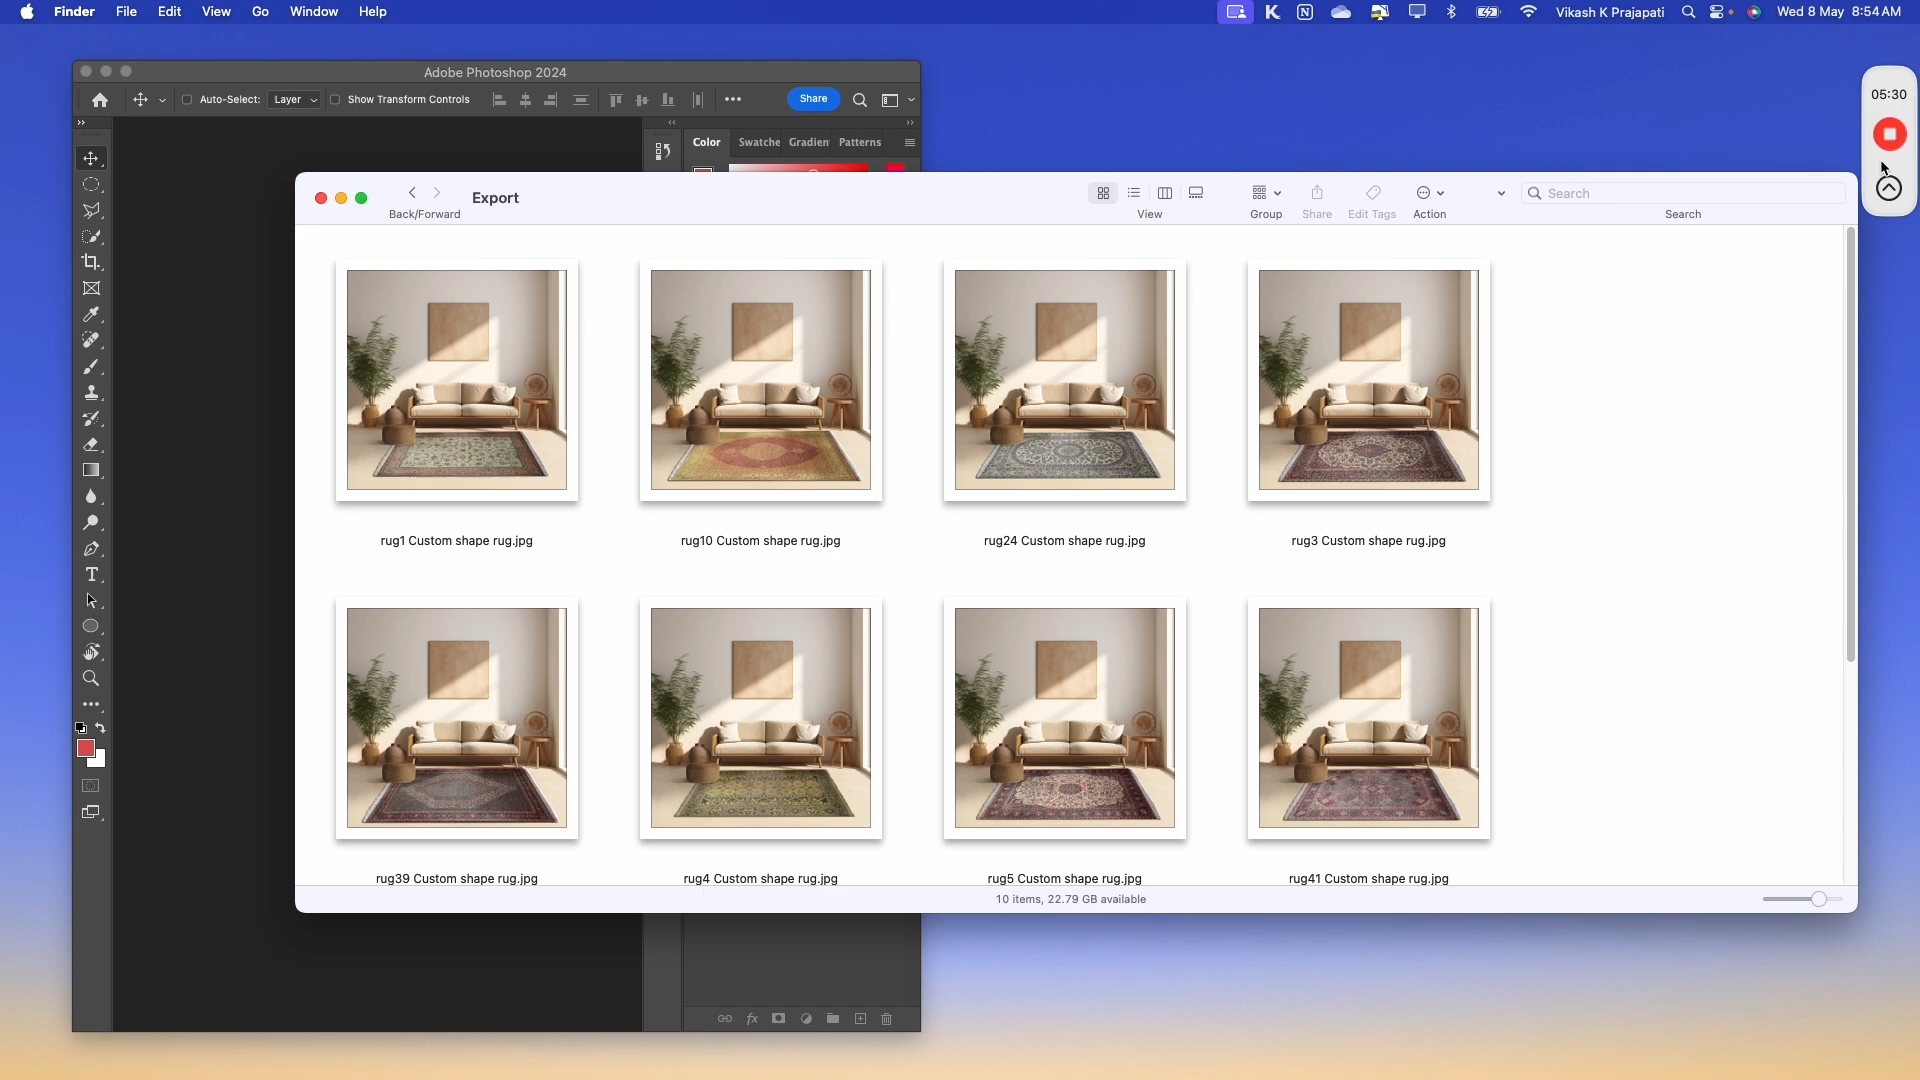 Finder File Edit View Go Window Help Vikash K Prajapati Wed 8 May 8:54 AM
Adobe Photoshop 2024
Auto-Select: Layer Show Transform Controls Share
Color Swatche Gradien Patterns
05:30
Back/Forward
Export
View
Group
Share
Edit Tags
Action
Search
Search
rug1 Custom shape rug.jpg
rug10 Custom shape rug.jpg
rug24 Custom shape rug.jpg
rug3 Custom shape rug.jpg
rug39 Custom shape rug.jpg
rug4 Custom shape rug.jpg
rug5 Custom shape rug.jpg
rug41 Custom shape rug.jpg
10 items, 22.79 GB available
fx